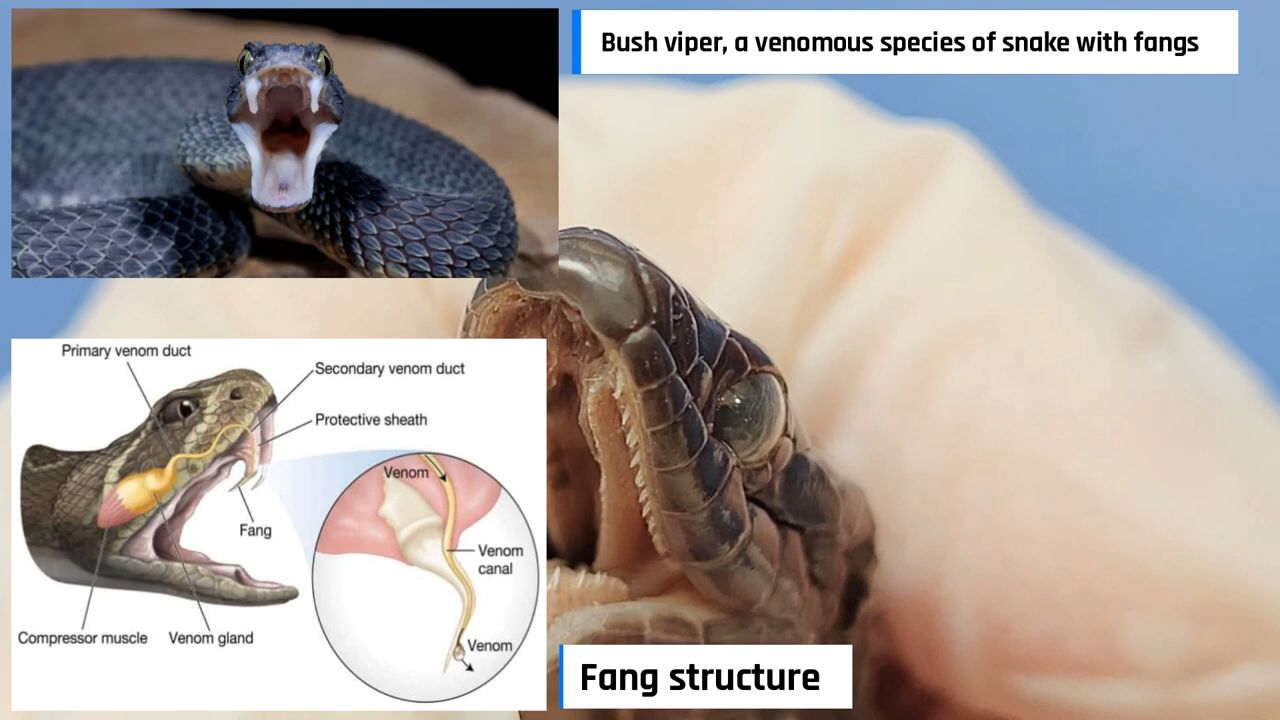 Bush viper, a venomous species of snake with fangs
Primary venom duct
Secondary venom duct
Protective sheath
Venom
Fang
Venom
canal
Compressor muscle
Venom gland
Venom
Fang structure